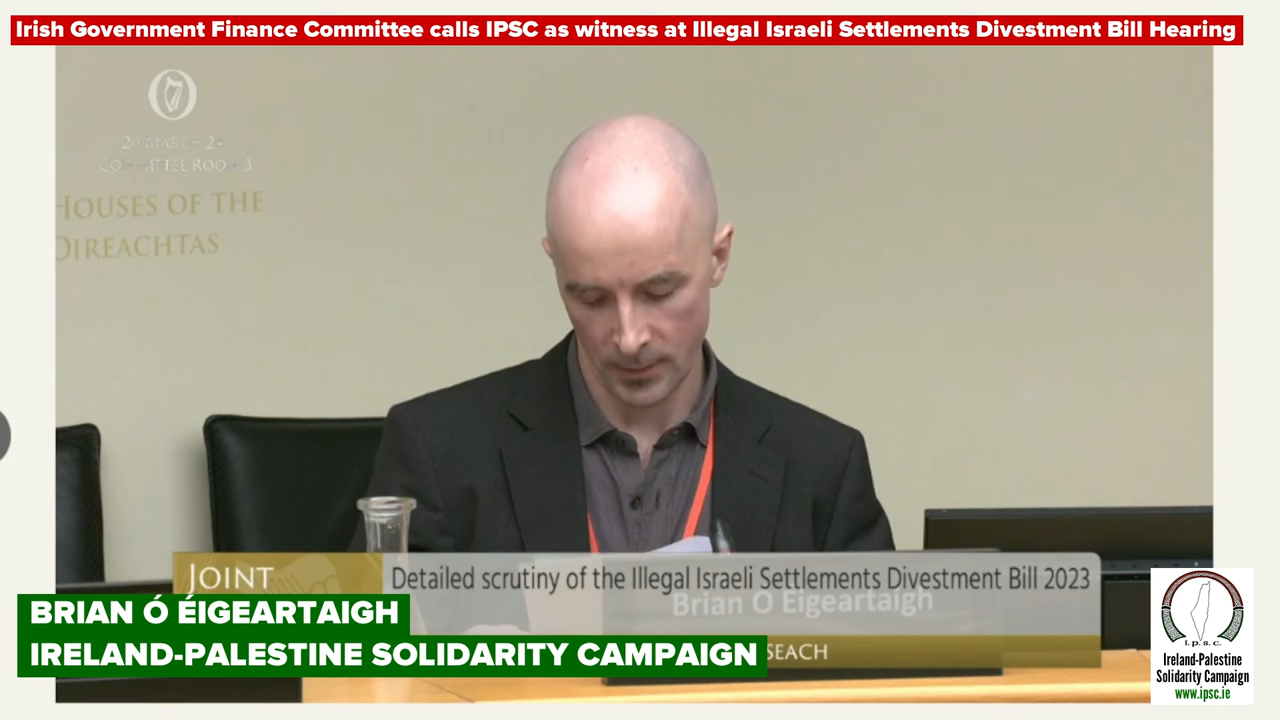 Irish Government Finance Committee calls IPSC as witness at Illegal Israeli Settlements Divestment Bill Hearing
HOUSES OF THE
OIREACHTAS
JOINT
Detailed scrutiny of the Illegal Israeli Settlements Divestment Bill 2023
Brian Ó Éigeartaigh
BRIAN Ó ÉIGEARTAIGH
SEACH
IRELAND-PALESTINE SOLIDARITY CAMPAIGN
i.p.s.c.
Ireland-Palestine
Solidarity Campaign
www.ipsc.ie